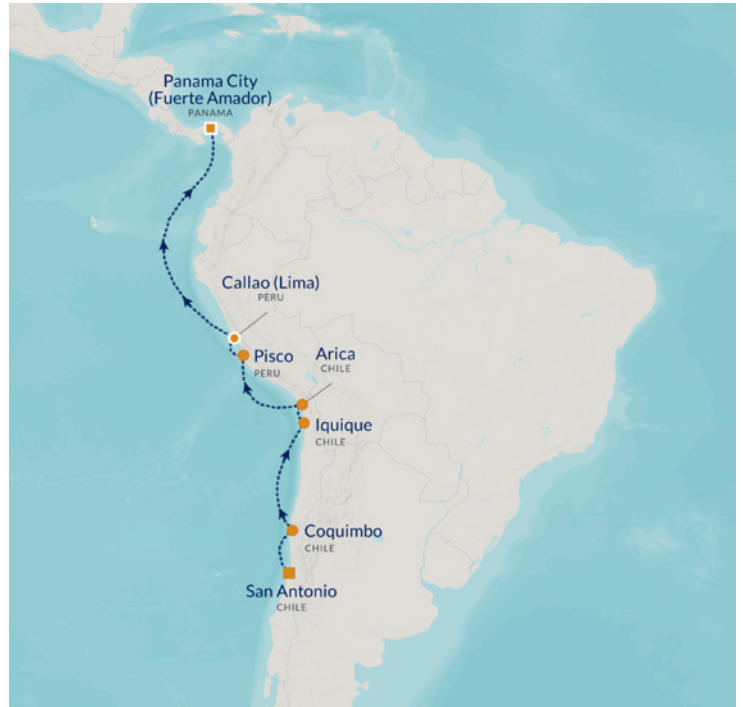 Panama City
(Fuerte Amador)
PANAMA
Callao (Lima)
PERU
Pisco
PERU
Arica
CHILE
Iquique
CHILE
Coquimbo
CHILE
San Antonio
CHILE